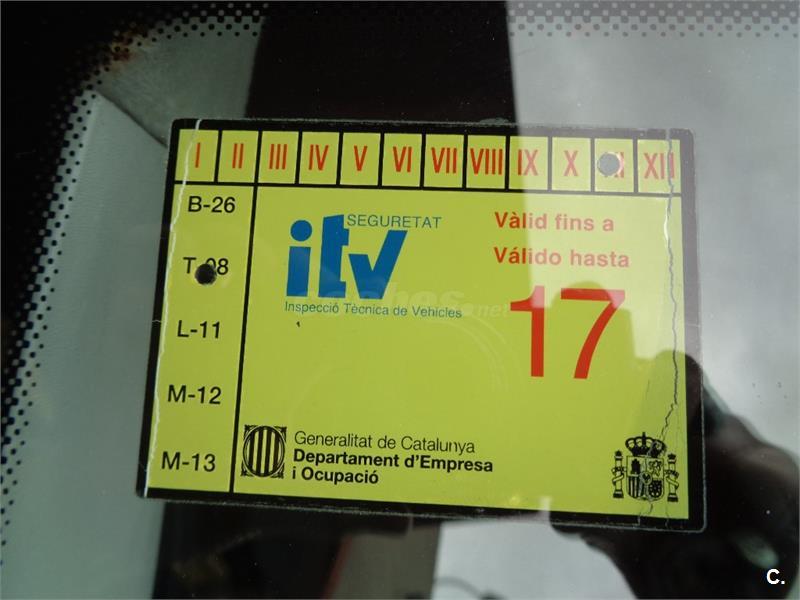 I II III IV V VI VII VIII IX X XII
B-26
SEGURETAT
Vàlid fins a
Válido hasta
itv
17
Inspecció Tècnica de Vehicles
L-11
M-12
M-13
Generalitat de Catalunya
Departament d'Empresa
i Ocupació
C.